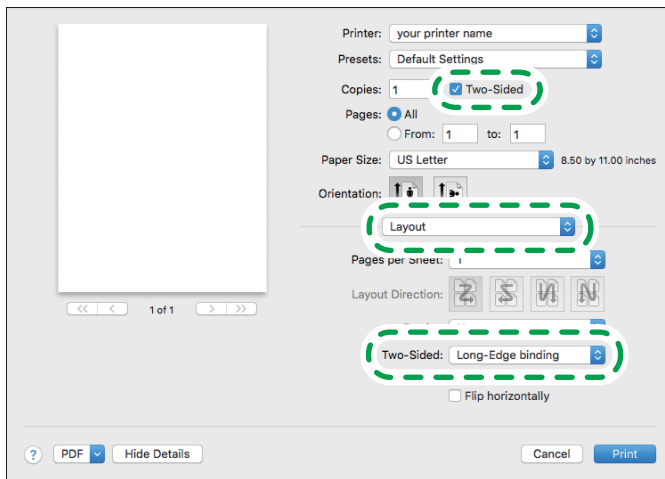 Printer: your printer name
Presets: Default Settings
Copies: 1 Two-Sided
Pages: All
From: 1 to: 1
Paper Size: US Letter 8.50 by 11.00 inches
Orientation:
Layout
Pages per Sheet: 1
Layout Direction:
<< < 1 of 1 > >>
Two-Sided: Long-Edge binding
Flip horizontally
? PDF Hide Details Cancel Print